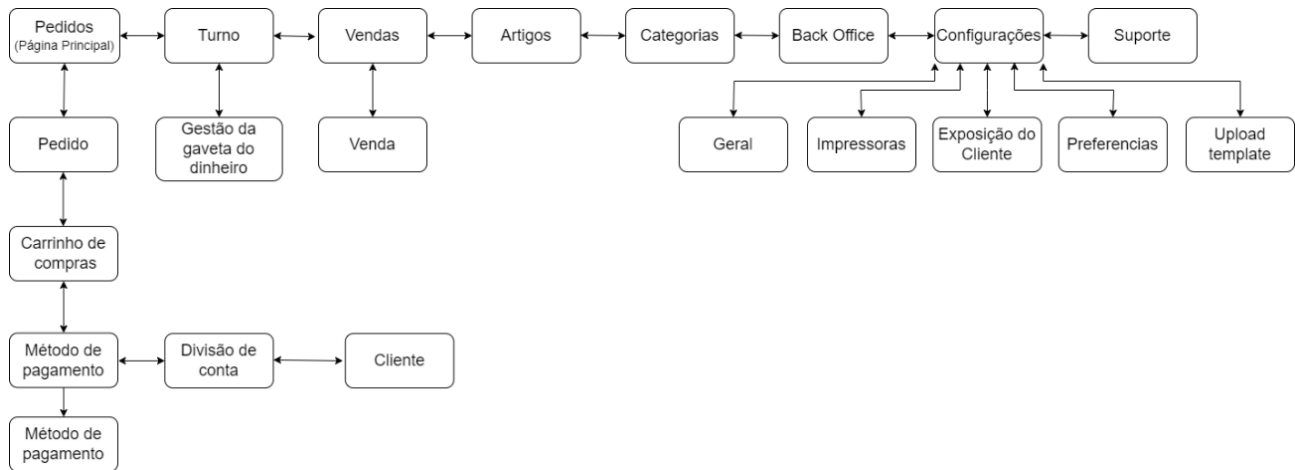 Pedidos
(Página Principal)
Turno
Vendas
Artigos
Categorias
Back Office
Configurações
Suporte
Pedido
Gestão da
gaveta do
dinheiro
Venda
Geral
Impressoras
Exposição do
Cliente
Preferencias
Upload
template
Carrinho de
compras
Método de
pagamento
Divisão de
conta
Cliente
Método de
pagamento